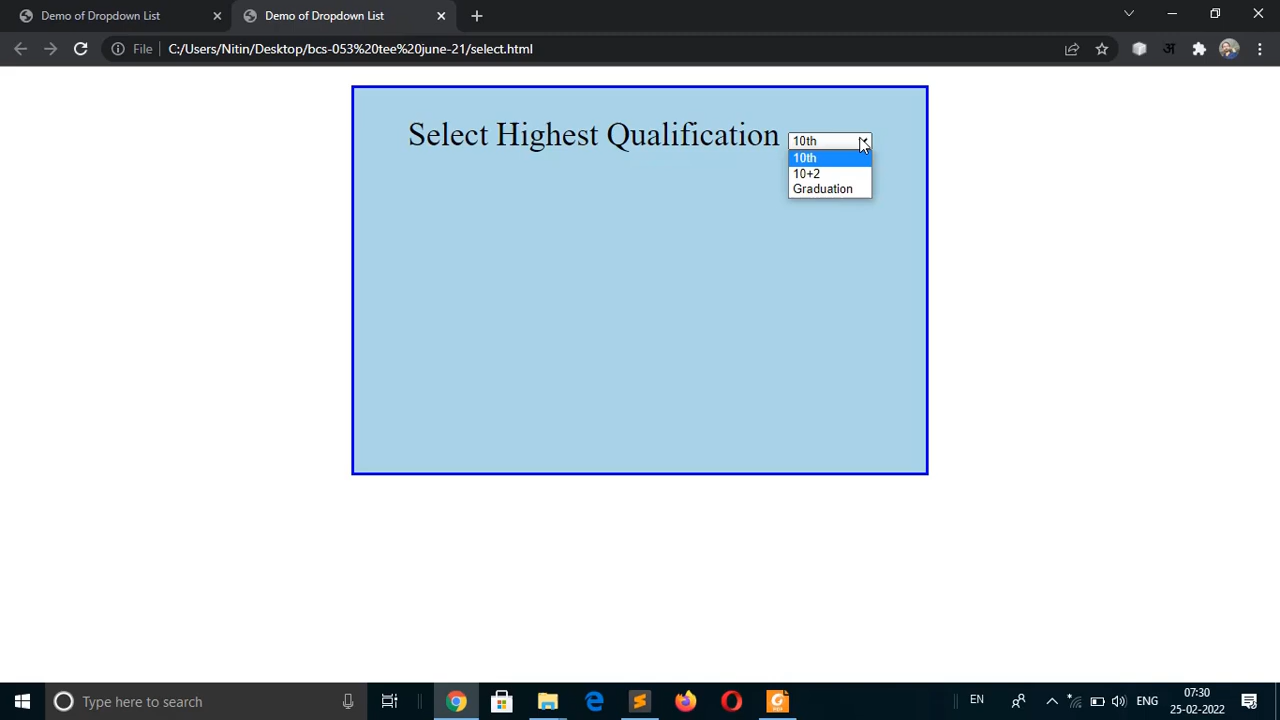 Demo of Dropdown List
Demo of Dropdown List
File
C:/Users/Nitin/Desktop/bcs-053%20tee%20june-21/select.html
अ
Select Highest Qualification
10th
10th
10+2
Graduation
Type here to search
EN
ENG
07:30
25-02-2022